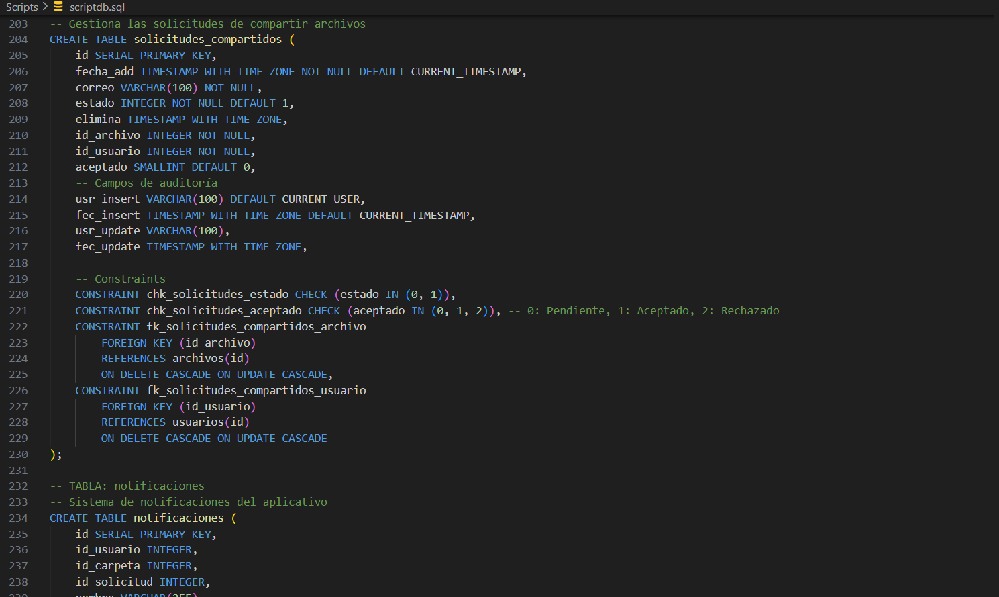 Scripts > scriptdb.sql
203 -- Gestiona las solicitudes de compartir archivos
204 CREATE TABLE solicitudes_compartidos (
205 id SERIAL PRIMARY KEY,
206 fecha_add TIMESTAMP WITH TIME ZONE NOT NULL DEFAULT CURRENT_TIMESTAMP,
207 correo VARCHAR(100) NOT NULL,
208 estado INTEGER NOT NULL DEFAULT 1,
209 elimina TIMESTAMP WITH TIME ZONE,
210 id_archivo INTEGER NOT NULL,
211 id_usuario INTEGER NOT NULL,
212 aceptado SMALLINT DEFAULT 0,
213 -- Campos de auditoría
214 usr_insert VARCHAR(100) DEFAULT CURRENT_USER,
215 fec_insert TIMESTAMP WITH TIME ZONE DEFAULT CURRENT_TIMESTAMP,
216 usr_update VARCHAR(100),
217 fec_update TIMESTAMP WITH TIME ZONE,
218
219 -- Constraints
220 CONSTRAINT chk_solicitudes_estado CHECK (estado IN (0, 1)),
221 CONSTRAINT chk_solicitudes_aceptado CHECK (aceptado IN (0, 1, 2)), -- 0: Pendiente, 1: Aceptado, 2: Rechazado
222 CONSTRAINT fk_solicitudes_compartidos_archivo
223 FOREIGN KEY (id_archivo)
224 REFERENCES archivos(id)
225 ON DELETE CASCADE ON UPDATE CASCADE,
226 CONSTRAINT fk_solicitudes_compartidos_usuario
227 FOREIGN KEY (id_usuario)
228 REFERENCES usuarios(id)
229 ON DELETE CASCADE ON UPDATE CASCADE
230 );
231
232 -- TABLA: notificaciones
233 -- Sistema de notificaciones del aplicativo
234 CREATE TABLE notificaciones (
235 id SERIAL PRIMARY KEY,
236 id_usuario INTEGER,
237 id_carpeta INTEGER,
238 id_solicitud INTEGER,
239 nombre VARCHAR(255)